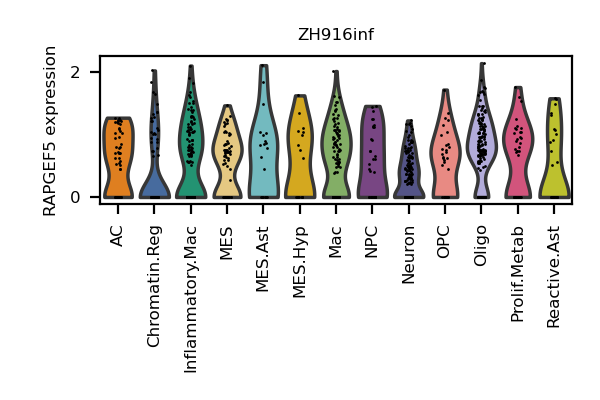 ZH916inf
RAPGEF5 expression
2
0
AC
Chromatin.Reg
Inflammatory.Mac
MES
MES.Ast
MES.Hyp
Mac
NPC
Neuron
OPC
Oligo
Prolif.Metab
Reactive.Ast